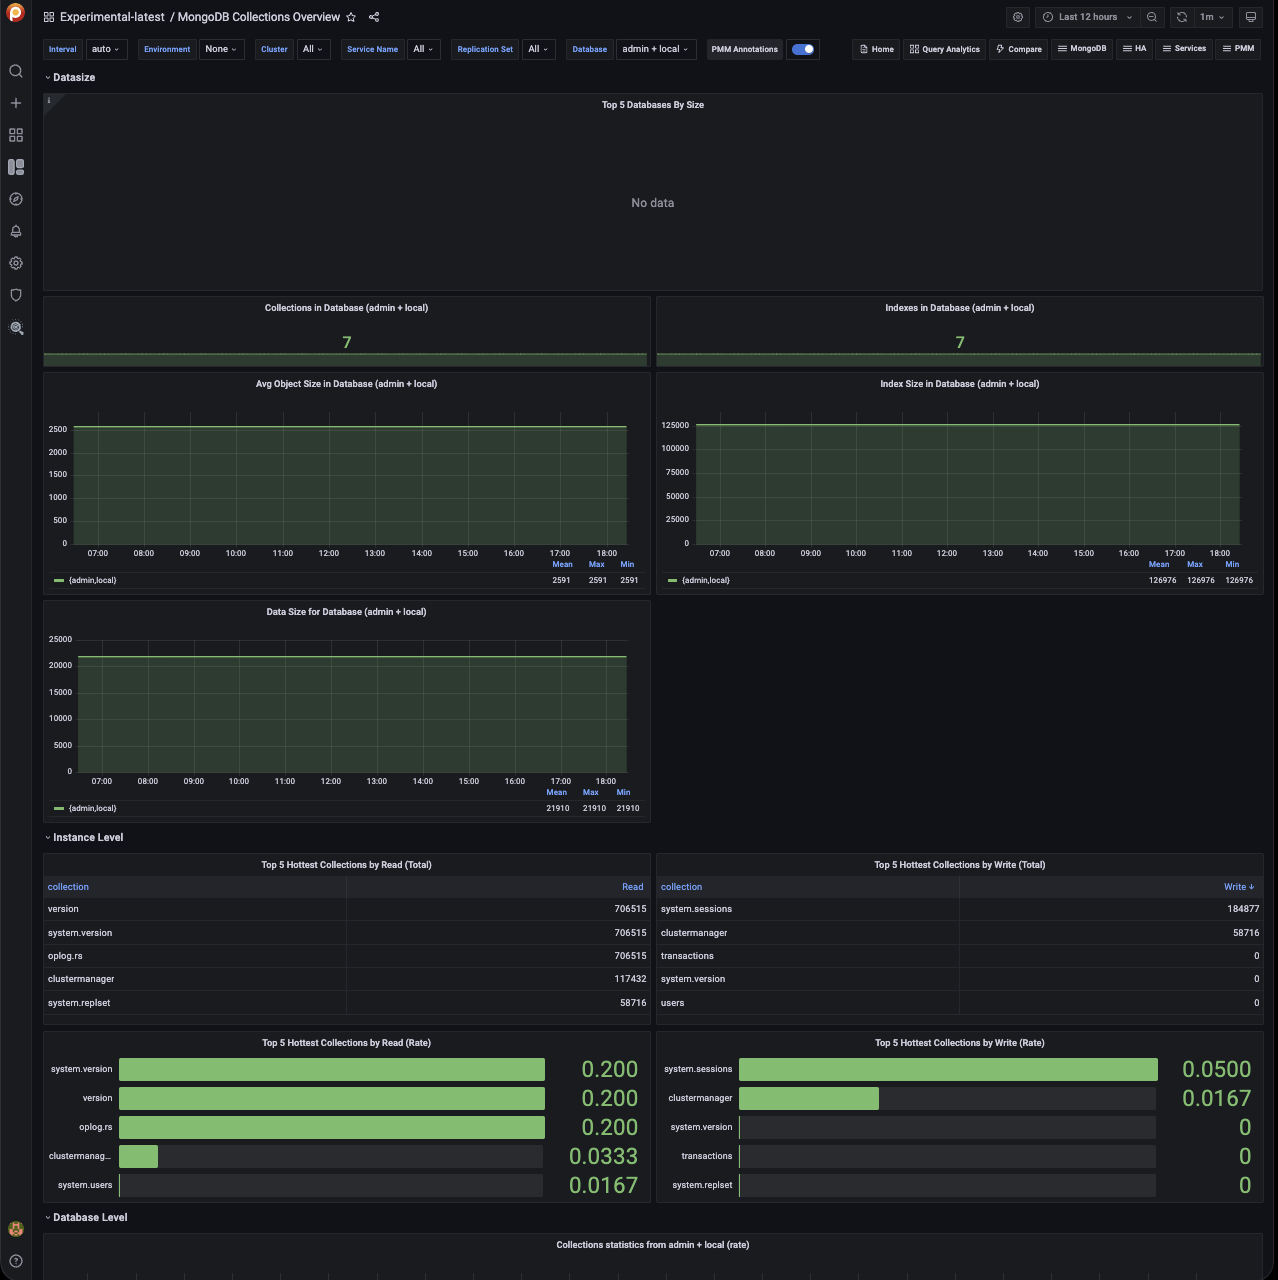 Experimental-latest / MongoDB Collections Overview
Last 12 hours
1m
Interval auto Environment None Cluster All Service Name All Replication Set All Database admin + local PMM Annotations Home Query Analytics Compare MongoDB HA Services PMM
Datasize
i
Top 5 Databases By Size
No data
Collections in Database (admin + local)
7
Indexes in Database (admin + local)
7
Avg Object Size in Database (admin + local)
2500
2000
1500
1000
500
0
07:00 08:00 09:00 10:00 11:00 12:00 13:00 14:00 15:00 16:00 17:00 18:00
Mean Max Min
{admin,local} 2591 2591 2591
Index Size in Database (admin + local)
125000
100000
75000
50000
25000
0
07:00 08:00 09:00 10:00 11:00 12:00 13:00 14:00 15:00 16:00 17:00 18:00
Mean Max Min
{admin,local} 126976 126976 126976
Data Size for Database (admin + local)
25000
20000
15000
10000
5000
0
07:00 08:00 09:00 10:00 11:00 12:00 13:00 14:00 15:00 16:00 17:00 18:00
Mean Max Min
{admin,local} 21910 21910 21910
Instance Level
Top 5 Hottest Collections by Read (Total)
collection Read
version 706515
system.version 706515
oplog.rs 706515
clustermanager 117432
system.replset 58716
Top 5 Hottest Collections by Write (Total)
collection Write ↓
system.sessions 184877
clustermanager 58716
transactions 0
system.version 0
users 0
Top 5 Hottest Collections by Read (Rate)
system.version 0.200
version 0.200
oplog.rs 0.200
clustermanag... 0.0333
system.users 0.0167
Top 5 Hottest Collections by Write (Rate)
system.sessions 0.0500
clustermanager 0.0167
system.version 0
transactions 0
system.replset 0
Database Level
Collections statistics from admin + local (rate)